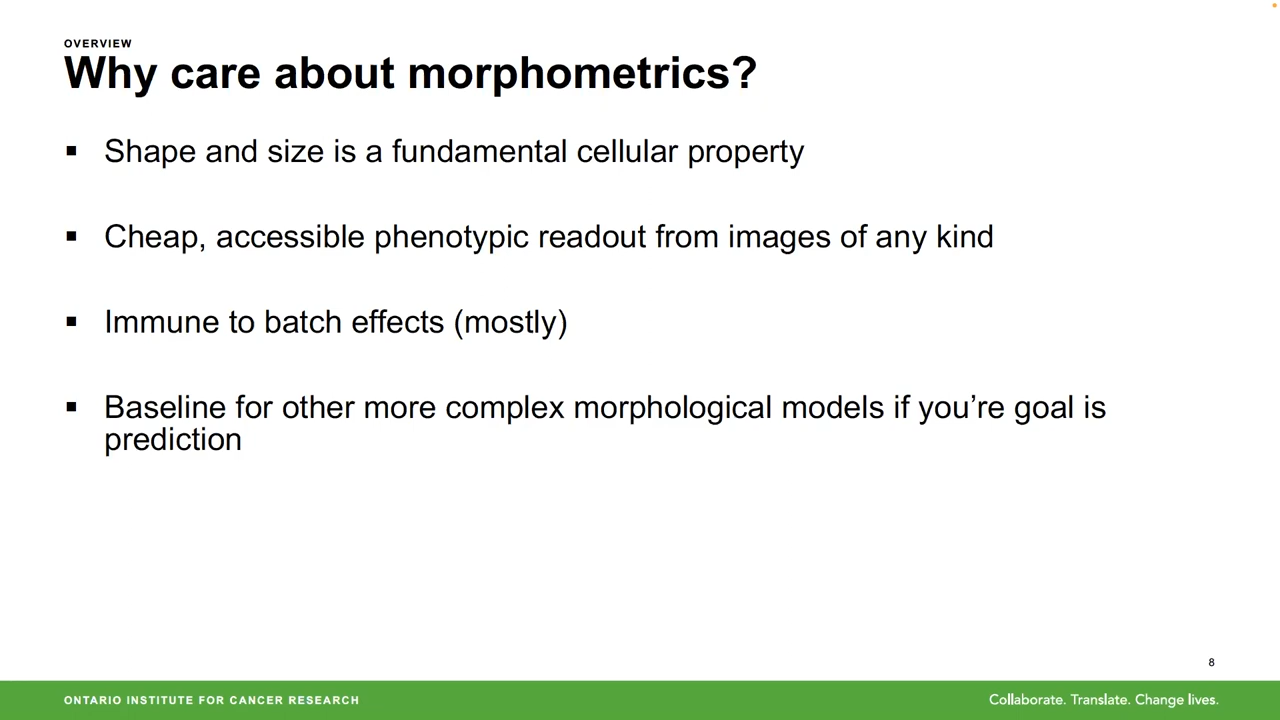 OVERVIEW
Why care about morphometrics?
▪ Shape and size is a fundamental cellular property
▪ Cheap, accessible phenotypic readout from images of any kind
▪ Immune to batch effects (mostly)
▪ Baseline for other more complex morphological models if you’re goal is
prediction
8
ONTARIO INSTITUTE FOR CANCER RESEARCH
Collaborate. Translate. Change lives.